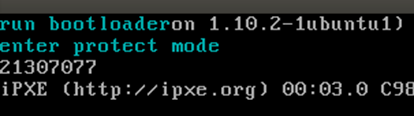 run bootloaderon 1.10.2-1ubuntu1)
enter protect mode
21307077
iPXE (http://ipxe.org) 00:03.0 C98